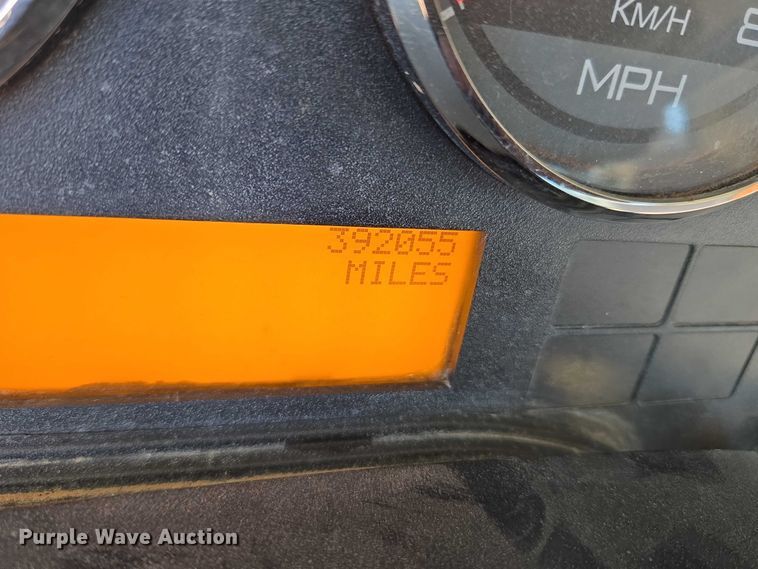 KM/H
MPH
392055
MILES
Purple Wave Auction